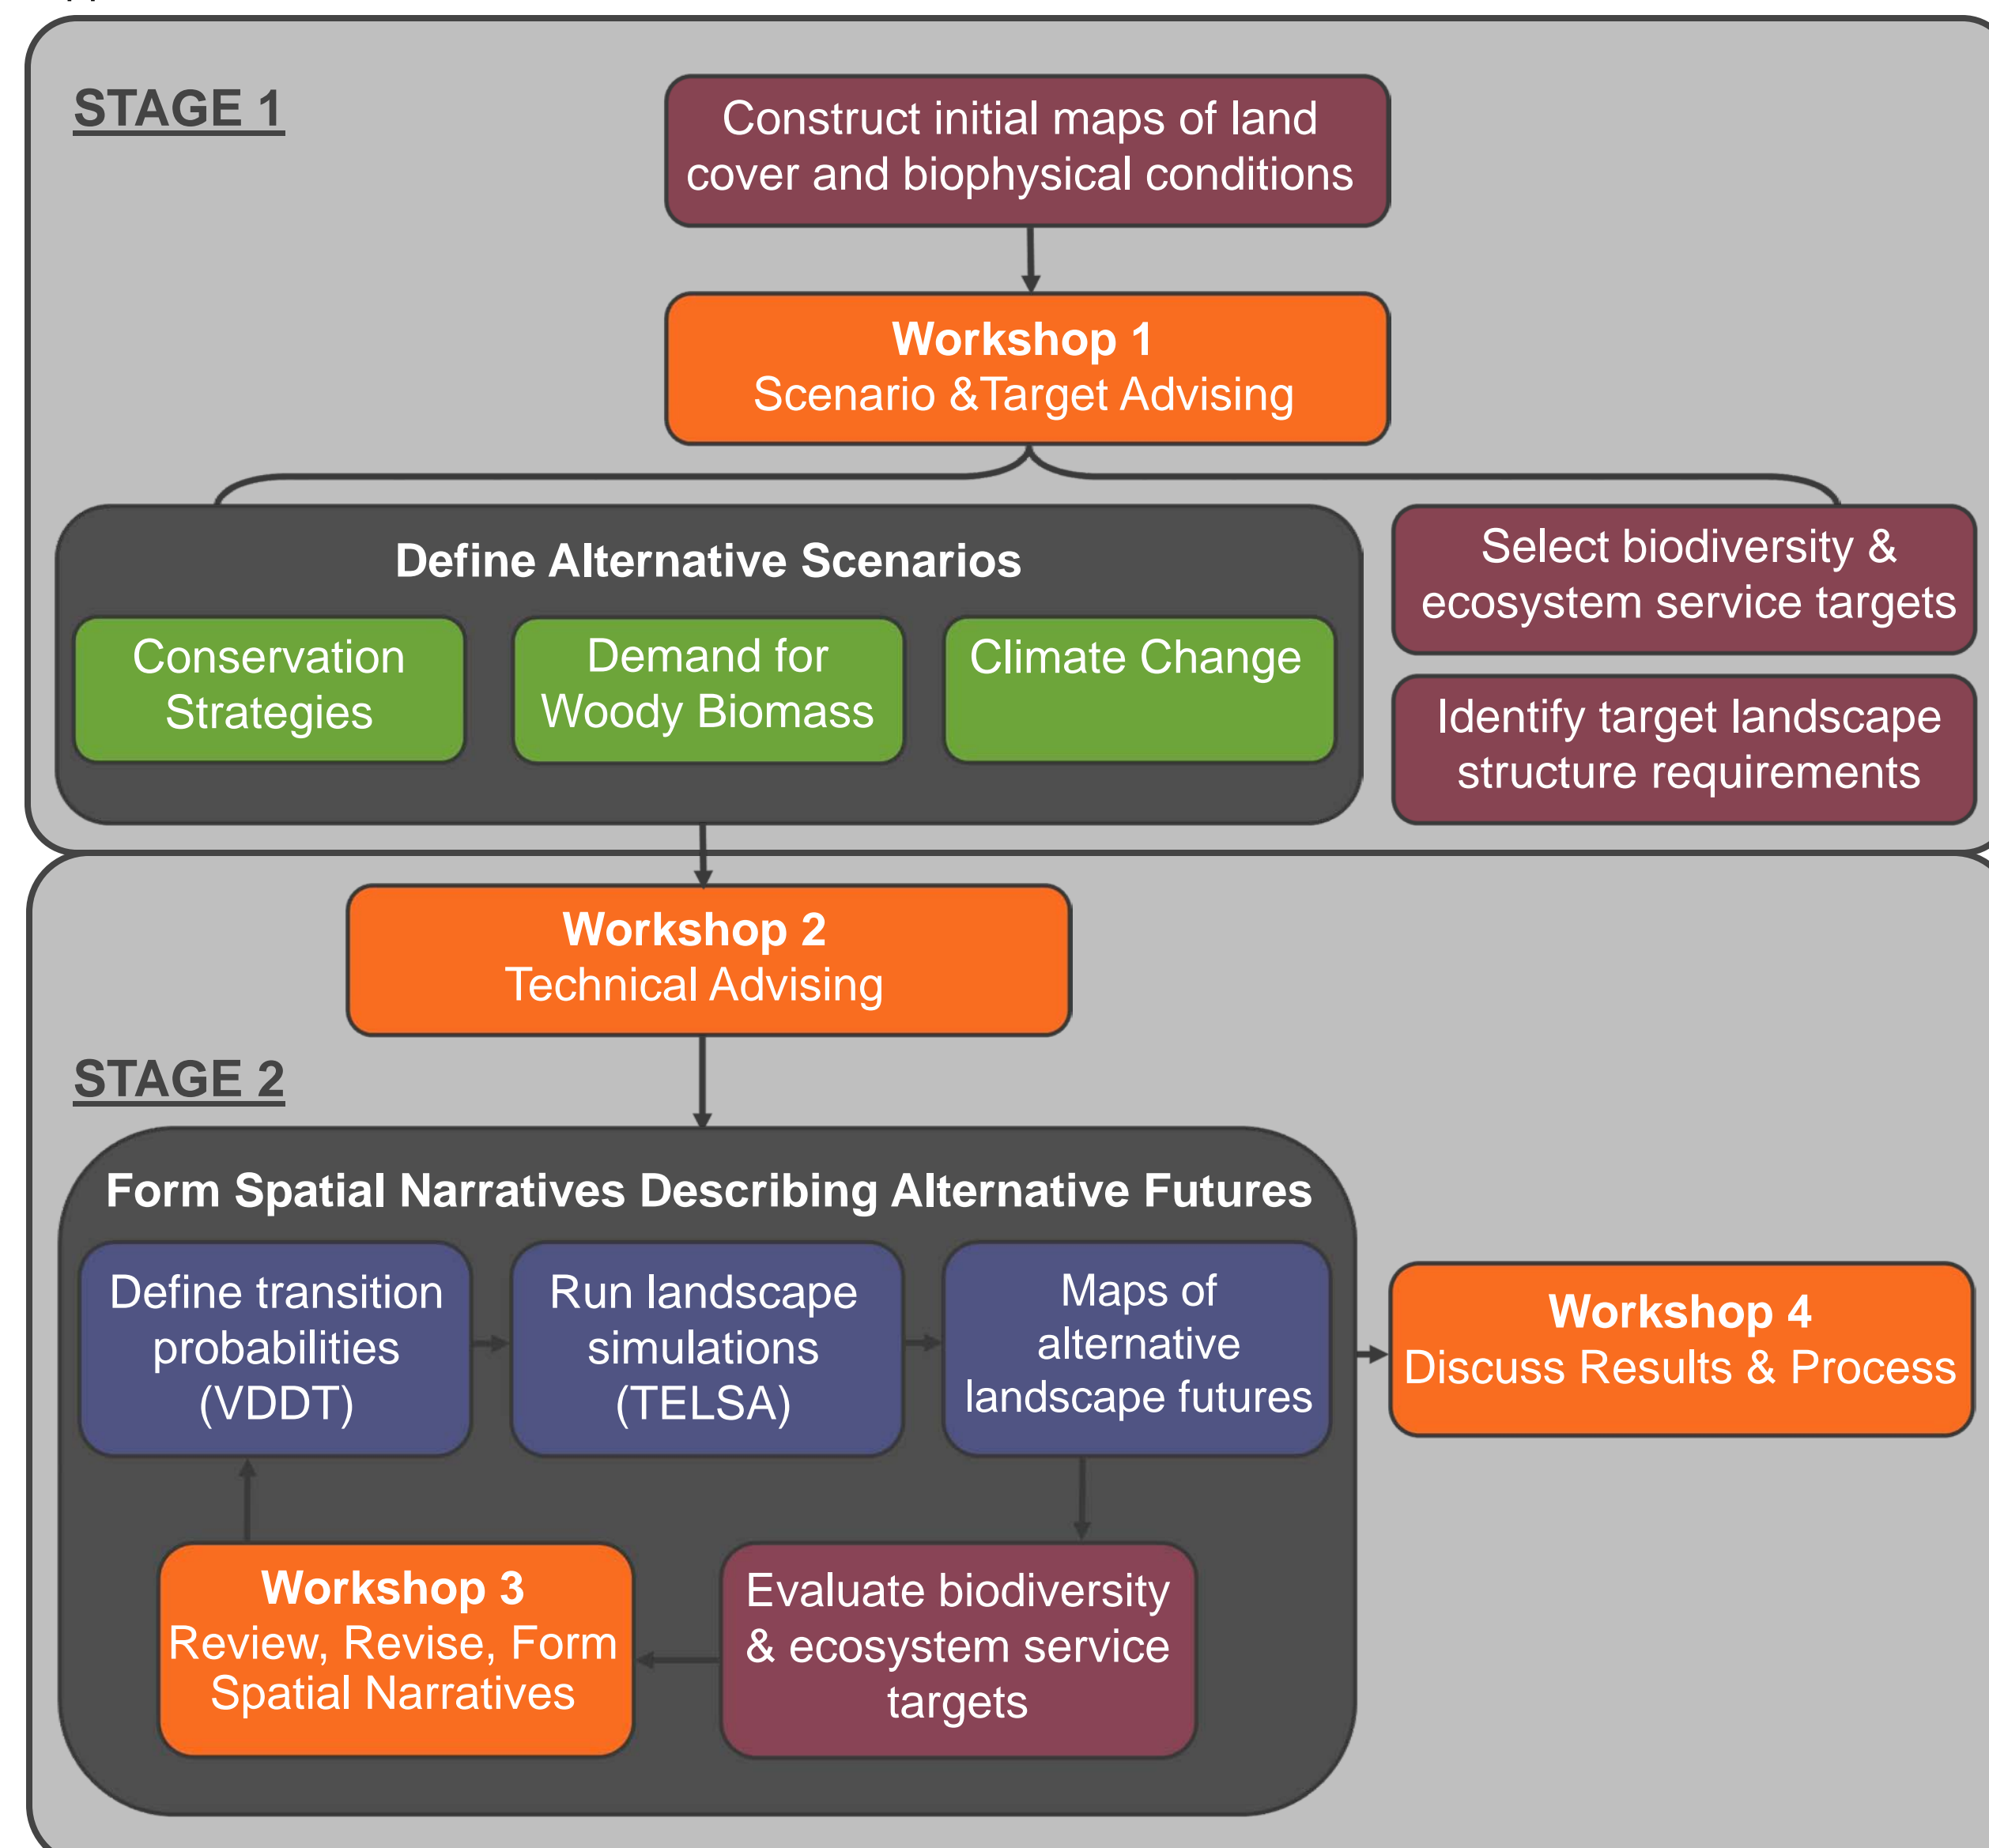 STAGE 1
Construct initial maps of land
cover and biophysical conditions
Workshop 1
Scenario &Target Advising
Define Alternative Scenarios
Conservation
Strategies
Demand for
Woody Biomass
Climate Change
Select biodiversity &
ecosystem service targets
Identify target landscape
structure requirements
Workshop 2
Technical Advising
STAGE 2
Form Spatial Narratives Describing Alternative Futures
Define transition
probabilities
(VDDT)
Run landscape
simulations
(TELSA)
Maps of
alternative
landscape futures
Workshop 4
Discuss Results & Process
Workshop 3
Review, Revise, Form
Spatial Narratives
Evaluate biodiversity
& ecosystem service
targets